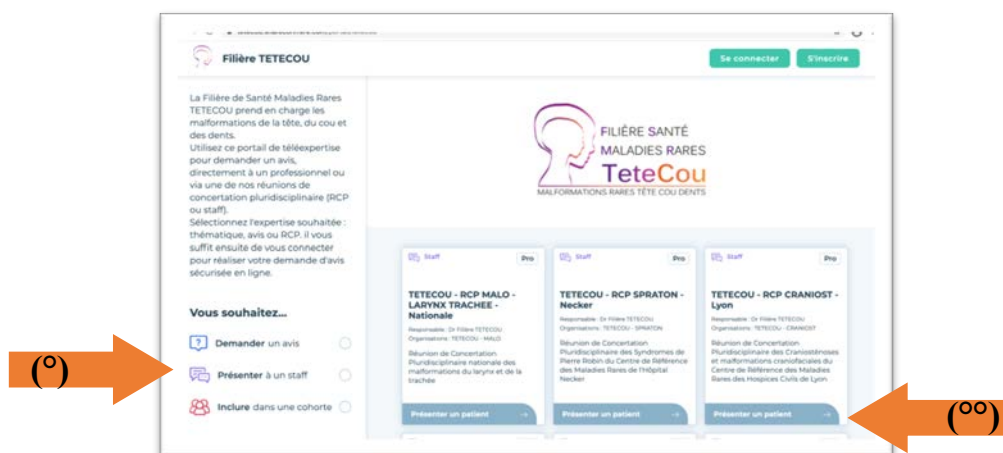 Filière TETECOU
Se connecter
S'inscrire
La Filière de Santé Maladies Rares
TETECOU prend en charge les
malformations de la tête, du cou et
des dents.
Utilisez ce portail de téléexpertise
pour demander un avis,
directement à un professionnel ou
via une de nos réunions de
concertation pluridisciplinaire (RCP
ou staff).
Sélectionnez l'expertise souhaitée :
thématique, avis ou RCP. il vous
suffit ensuite de vous connecter
pour réaliser votre demande d'avis
sécurisée en ligne.
Vous souhaitez...
Demander un avis
Présenter à un staff
Inclure dans une cohorte
(°)
FILIÈRE SANTÉ
MALADIES RARES
TeteCou
MALFORMATIONS RARES TÊTE COU DENTS
Staff
Pro
TETECOU - RCP MALO -
LARYNX TRACHEE -
Nationale
Responsable : Dr Filière TETECOU
Organisations : TETECOU - MALO
Réunion de Concertation
Pluridisciplinaire nationale des
malformations du larynx et de la
trachée
Présenter un patient
Staff
Pro
TETECOU - RCP SPRATON -
Necker
Responsable : Dr Filière TETECOU
Organisations : TETECOU - SPRATON
Réunion de Concertation
Pluridisciplinaire des Syndromes de
Pierre Robin du Centre de Référence
des Maladies Rares de l'Hôpital
Necker
Présenter un patient
Staff
Pro
TETECOU - RCP CRANIOST -
Lyon
Responsable : Dr Filière TETECOU
Organisations : TETECOU - CRANIOST
Réunion de Concertation
Pluridisciplinaire des Craniosténoses
et malformations craniofaciales du
Centre de Référence des Maladies
Rares des Hospices Civils de Lyon
Présenter un patient
(°°)